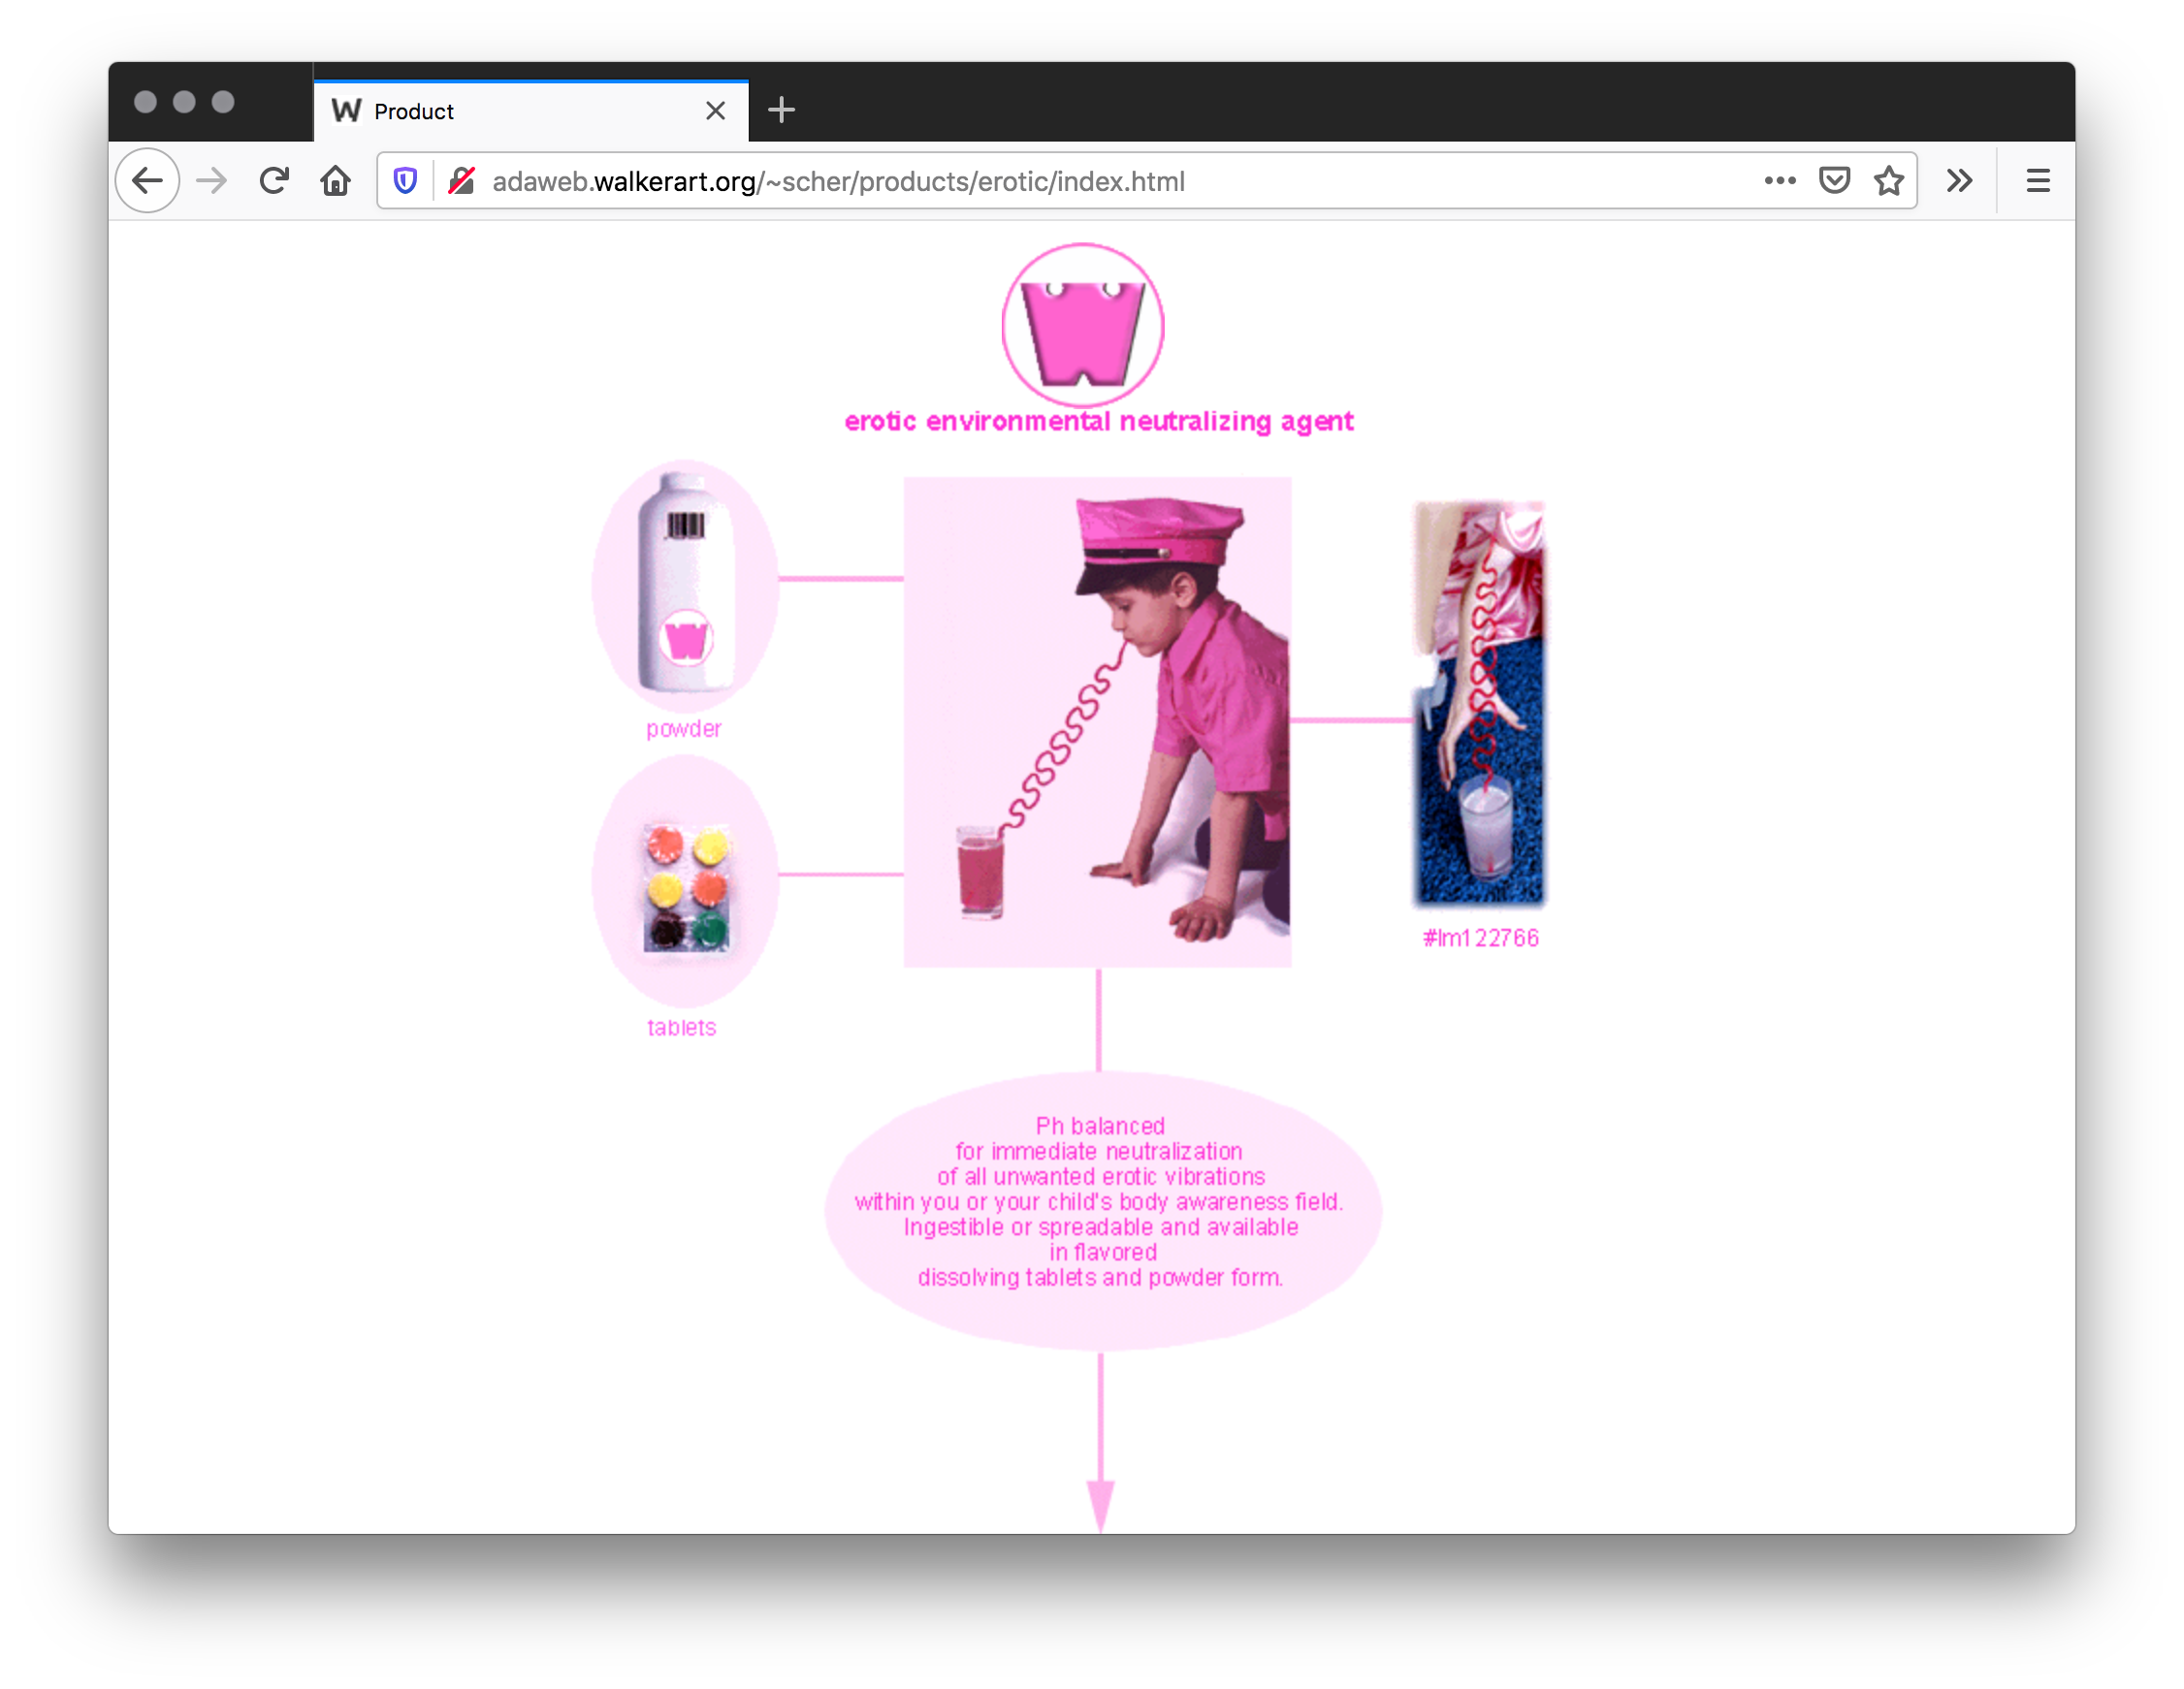 Product
adaweb.walkerart.org/~scher/products/erotic/index.html
erotic environmental neutralizing agent
powder
tablets
#lm122766
Ph balanced
for immediate neutralization
of all unwanted erotic vibrations
within you or your child's body awareness field.
Ingestible or spreadable and available
in flavored
dissolving tablets and powder form.